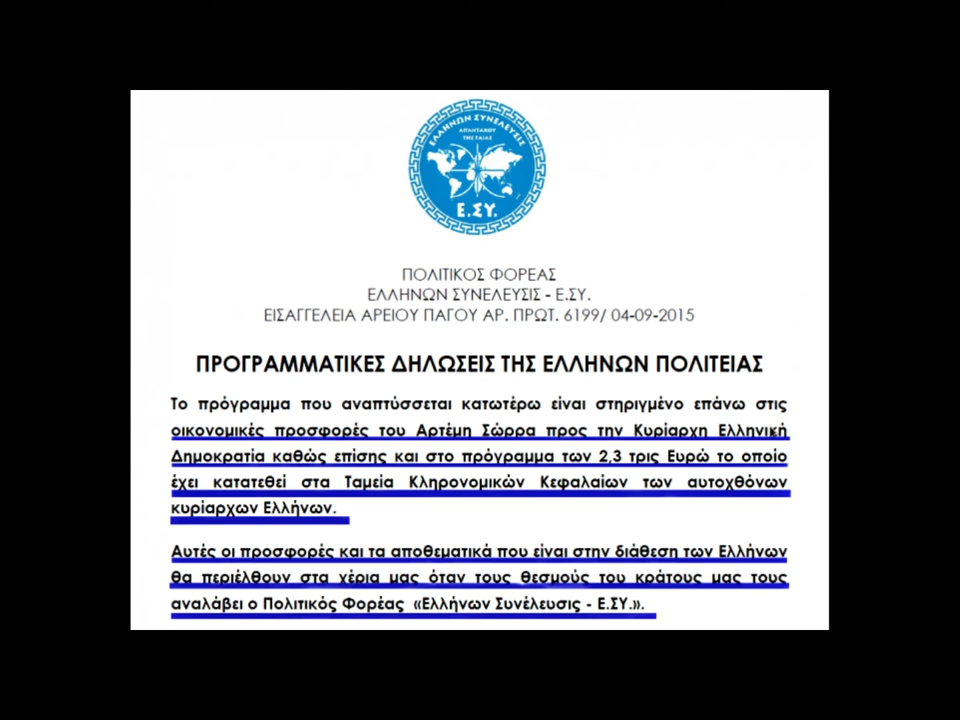 ΕΛΛΗΝΩΝ ΣΥΝΕΛΕΥΣΙΣ
ΑΠΑΝΤΑΧΟΥ
ΤΗΣ ΓΑΙΑΣ
Ε.ΣΥ.
ΠΟΛΙΤΙΚΟΣ ΦΟΡΕΑΣ
ΕΛΛΗΝΩΝ ΣΥΝΕΛΕΥΣΙΣ - Ε.ΣΥ.
ΕΙΣΑΓΓΕΛΕΙΑ ΑΡΕΙΟΥ ΠΑΓΟΥ ΑΡ. ΠΡΩΤ. 6199/ 04-09-2015
ΠΡΟΓΡΑΜΜΑΤΙΚΕΣ ΔΗΛΩΣΕΙΣ ΤΗΣ ΕΛΛΗΝΩΝ ΠΟΛΙΤΕΙΑΣ
Το πρόγραμμα που αναπτύσσεται κατωτέρω είναι στηριγμένο επάνω στις
οικονομικές προσφορές του Αρτέμη Σώρρα προς την Κυρίαρχη Ελληνική
Δημοκρατία καθώς επίσης και στο πρόγραμμα των 2,3 τρις Ευρώ το οποίο
έχει κατατεθεί στα Ταμεία Κληρονομικών Κεφαλαίων των αυτοχθόνων
κυρίαρχων Ελλήνων.
Αυτές οι προσφορές και τα αποθεματικά που είναι στην διάθεση των Ελλήνων
θα περιέλθουν στα χέρια μας όταν τους θεσμούς του κράτους μας τους
αναλάβει ο Πολιτικός Φορέας «Ελλήνων Συνέλευσις - Ε.ΣΥ.».